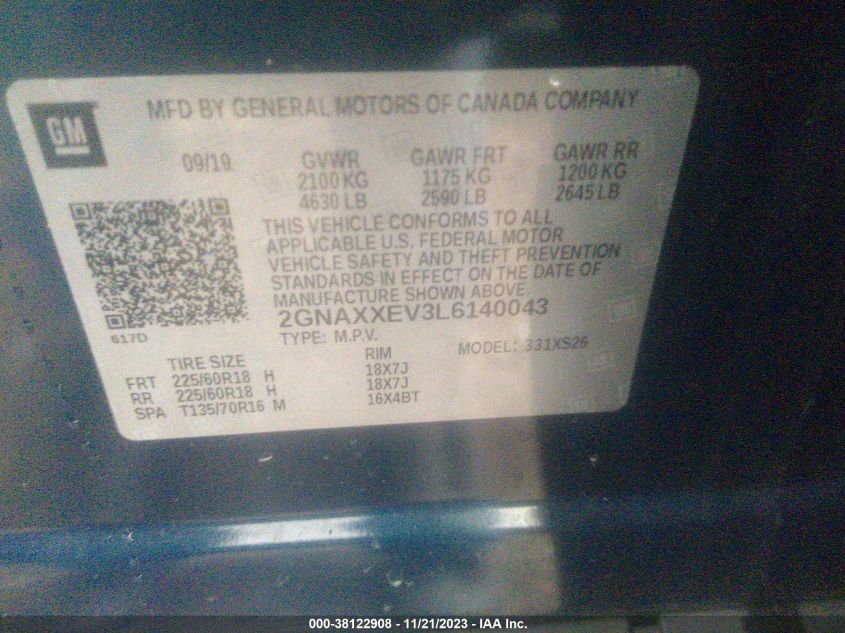 MFD BY GENERAL MOTORS OF CANADA COMPANY
GM
09/19 GVWR GAWR FRT GAWR RR
2100 KG 1175 KG 1200 KG
4630 LB 2590 LB 2645 LB
THIS VEHICLE CONFORMS TO ALL
APPLICABLE U.S. FEDERAL MOTOR
VEHICLE SAFETY AND THEFT PREVENTION
STANDARDS IN EFFECT ON THE DATE OF
MANUFACTURE SHOWN ABOVE.
2GNAXXEV3L6140043
617D
TYPE: M.P.V. MODEL: 331XS26
TIRE SIZE RIM
FRT 225/60R18 H 18X7J
RR 225/60R18 H 18X7J
SPA T135/70R16 M 16X4BT
000-38122908 - 11/21/2023 - IAA Inc.